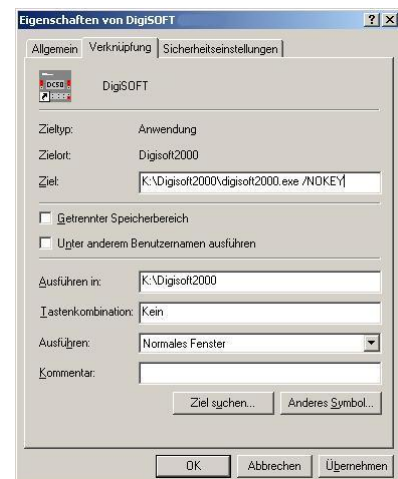 Eigenschaften von DigiSOFT
Allgemein Verknüpfung Sicherheitseinstellungen
DCS8
DigiSOFT
Zieltyp: Anwendung
Zielort: Digisoft2000
Ziel: K:\Digisoft2000\digisoft2000.exe /NOKEY
Getrennter Speicherbereich
Unter anderem Benutzernamen ausführen
Ausführen in: K:\Digisoft2000
Tastenkombination: Kein
Ausführen: Normales Fenster
Kommentar:
Ziel suchen... Anderes Symbol...
OK Abbrechen Übernehmen